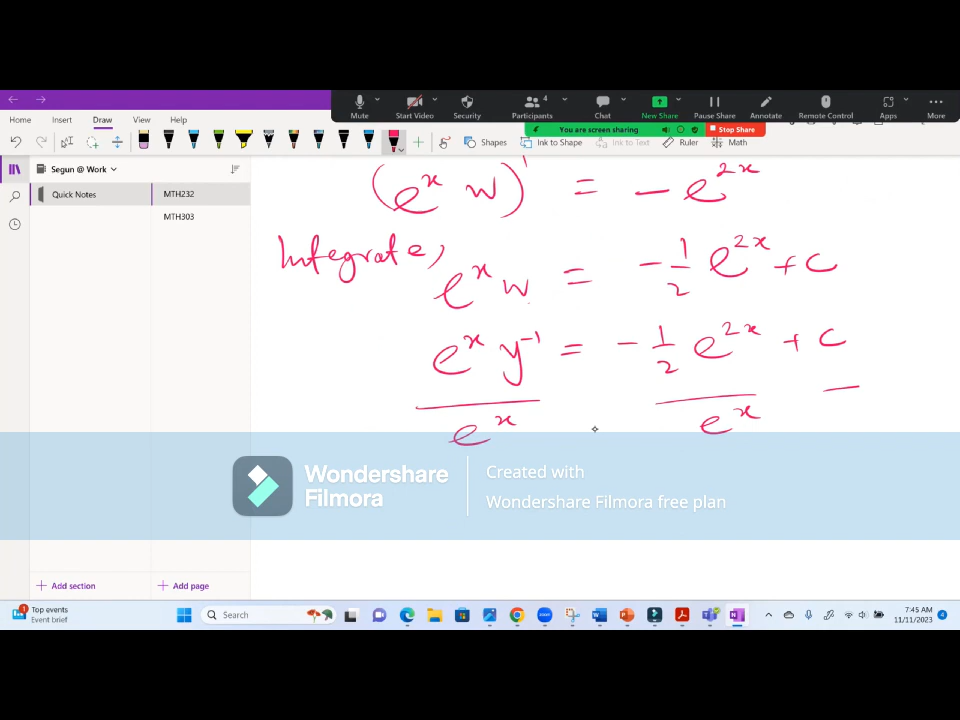 Mute
Start Video
Security
4
Participants
Chat
New Share
Pause Share
Annotate
Remote Control
Apps
More
Home Insert Draw View Help
You are screen sharing
Stop Share
Shapes
Ink to Shape
Ink to Text
Ruler
Math
Segun @ Work
Quick Notes
MTH232
MTH303
(e^x w)' = - e^{2x}
Integrate,
e^x w = - 1/2 e^{2x} + c
e^x y^{-1} = - 1/2 e^{2x} + c
e^x e^x
Wondershare
Filmora
Created with
Wondershare Filmora free plan
+ Add section
+ Add page
1
Top events
Event brief
Search
7:45 AM
11/11/2023
4